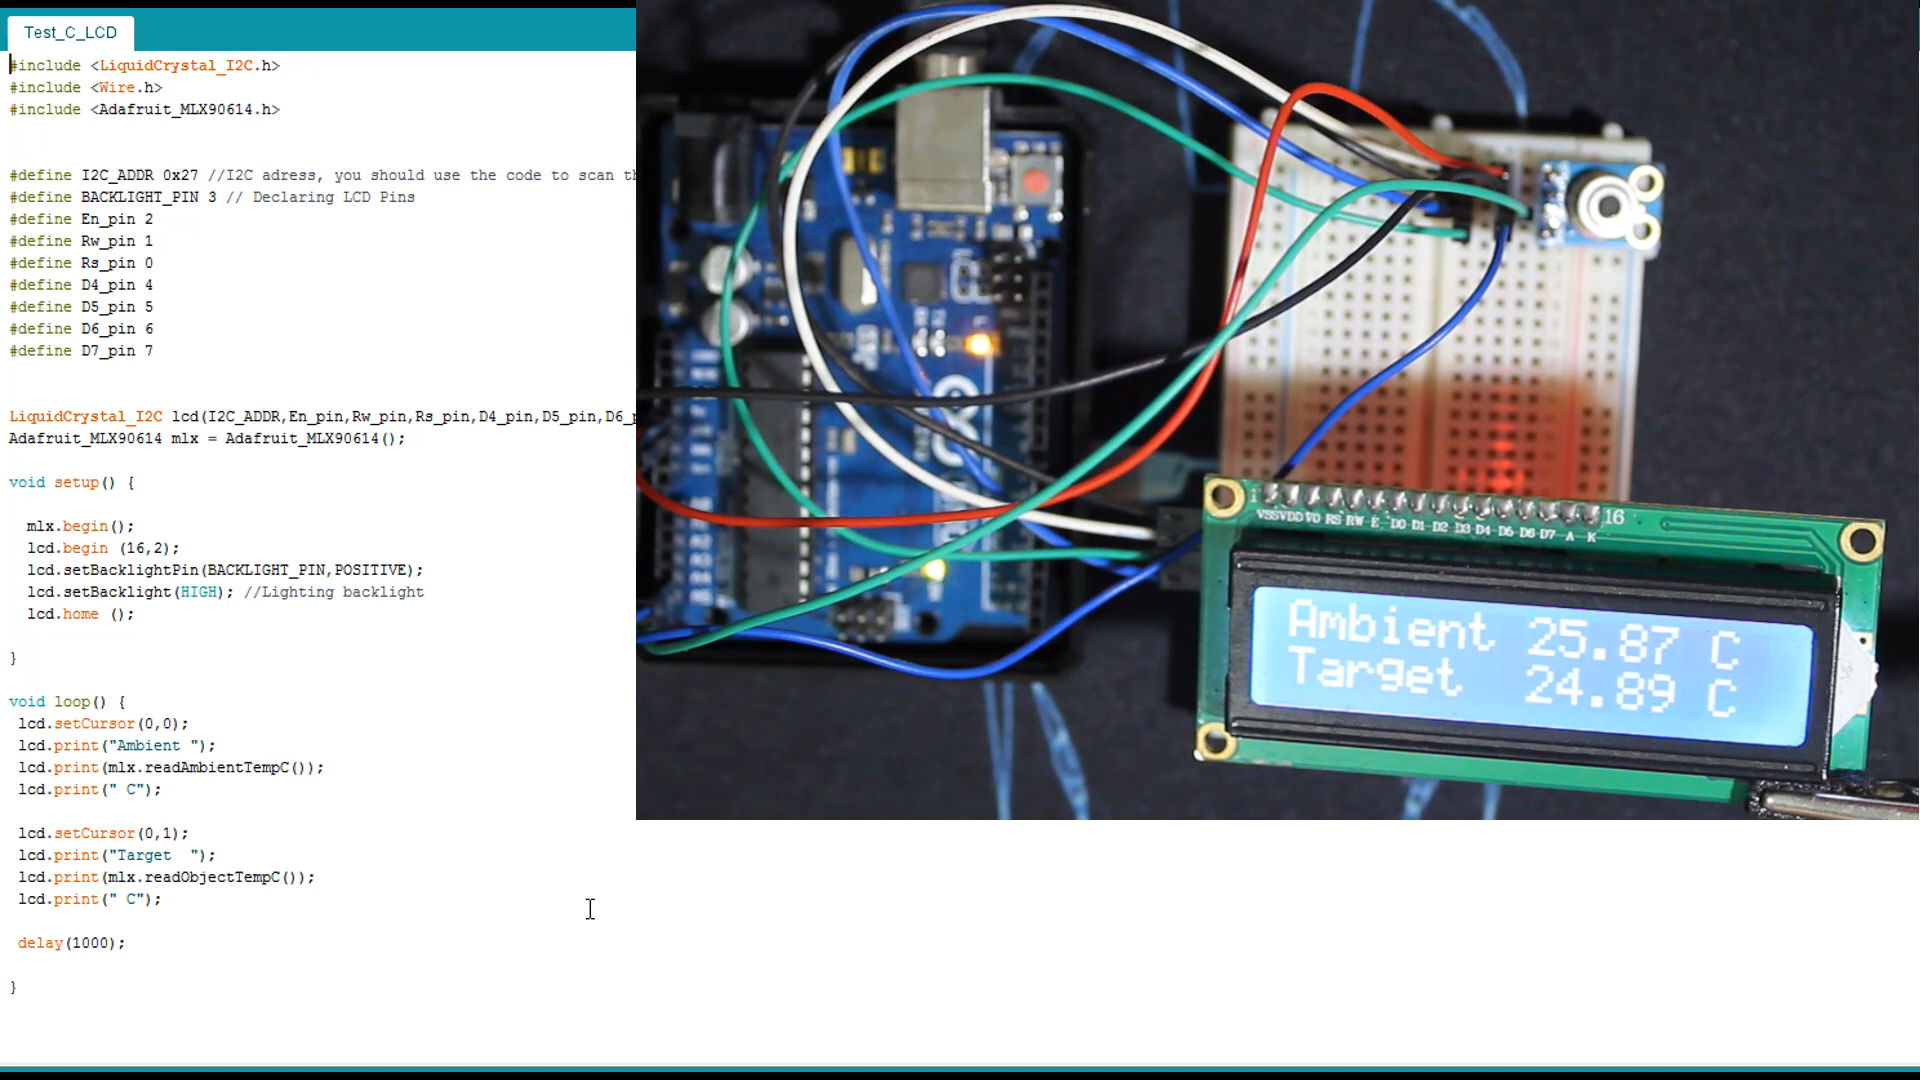 Test_C_LCD
#include <LiquidCrystal_I2C.h>
#include <Wire.h>
#include <Adafruit_MLX90614.h>
#define I2C_ADDR 0x27 //I2C adress, you should use the code to scan th
#define BACKLIGHT_PIN 3 // Declaring LCD Pins
#define En_pin 2
#define Rw_pin 1
#define Rs_pin 0
#define D4_pin 4
#define D5_pin 5
#define D6_pin 6
#define D7_pin 7
LiquidCrystal_I2C lcd(I2C_ADDR,En_pin,Rw_pin,Rs_pin,D4_pin,D5_pin,D6_p
Adafruit_MLX90614 mlx = Adafruit_MLX90614();
void setup() {
mlx.begin();
lcd.begin (16,2);
lcd.setBacklightPin(BACKLIGHT_PIN,POSITIVE);
lcd.setBacklight(HIGH); //Lighting backlight
lcd.home ();
}
void loop() {
lcd.setCursor(0,0);
lcd.print("Ambient ");
lcd.print(mlx.readAmbientTempC());
lcd.print(" C");
lcd.setCursor(0,1);
lcd.print("Target  ");
lcd.print(mlx.readObjectTempC());
lcd.print(" C");
delay(1000);
}
1 16
VSS VDD V0 RS RW E D0 D1 D2 D3 D4 D5 D6 D7 A K
Ambient 25.87 C
Target 24.89 C